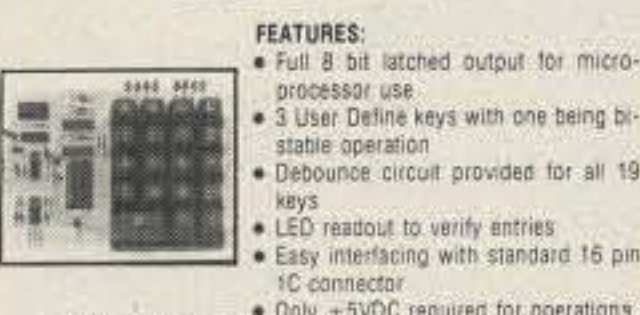 FEATURES:
• Full 8 bit latched output for micro-
processor use
• 3 User Define keys with one being bi-
stable operation
• Debounce circuit provided for all 19
keys
• LED readout to verify entries
• Easy interfacing with standard 16 pin
IC connector
• Only +5VDC required for operations